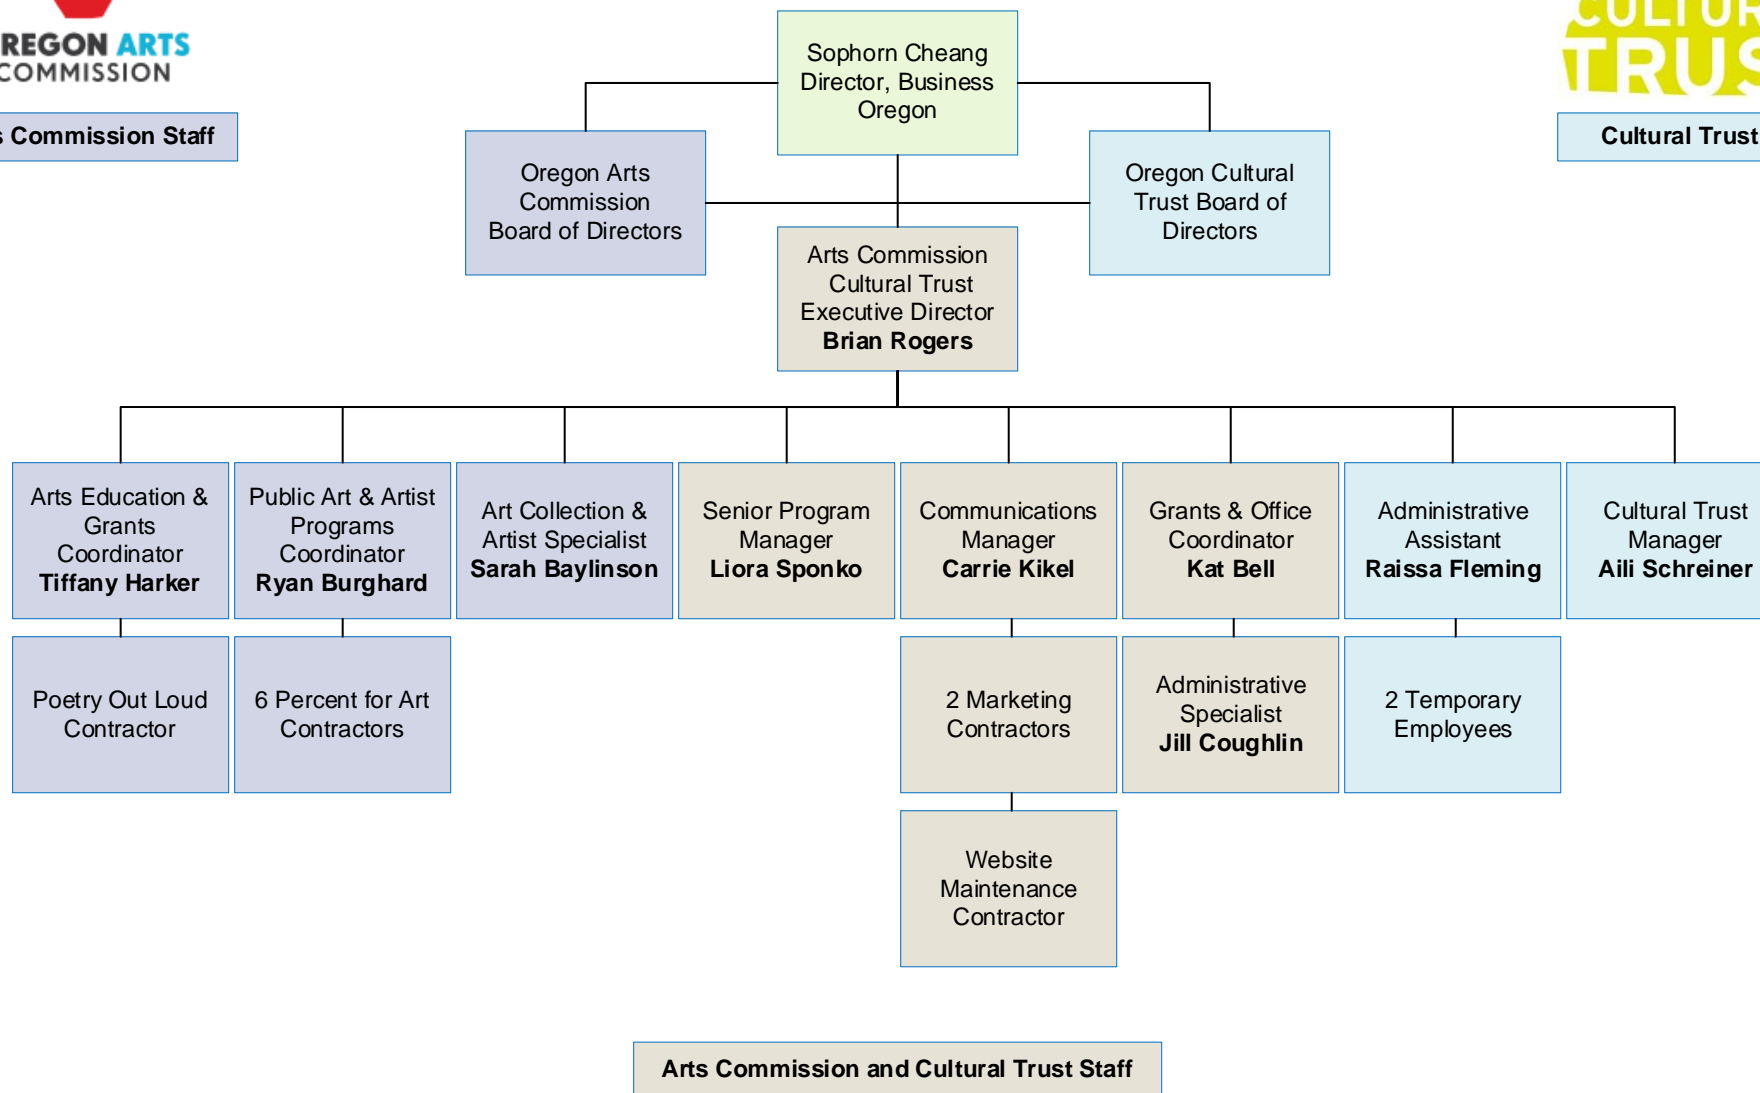 OREGON ARTS
COMMISSION
CULTUR
TRUS
s Commission Staff
Cultural Trust
Sophorn Cheang
Director, Business
Oregon
Oregon Arts
Commission
Board of Directors
Oregon Cultural
Trust Board of
Directors
Arts Commission
Cultural Trust
Executive Director
Brian Rogers
Arts Education &
Grants
Coordinator
Tiffany Harker
Public Art & Artist
Programs
Coordinator
Ryan Burghard
Art Collection &
Artist Specialist
Sarah Baylinson
Senior Program
Manager
Liora Sponko
Communications
Manager
Carrie Kikel
Grants & Office
Coordinator
Kat Bell
Administrative
Assistant
Raissa Fleming
Cultural Trust
Manager
Aili Schreiner
Poetry Out Loud
Contractor
6 Percent for Art
Contractors
2 Marketing
Contractors
Administrative
Specialist
Jill Coughlin
2 Temporary
Employees
Website
Maintenance
Contractor
Arts Commission and Cultural Trust Staff